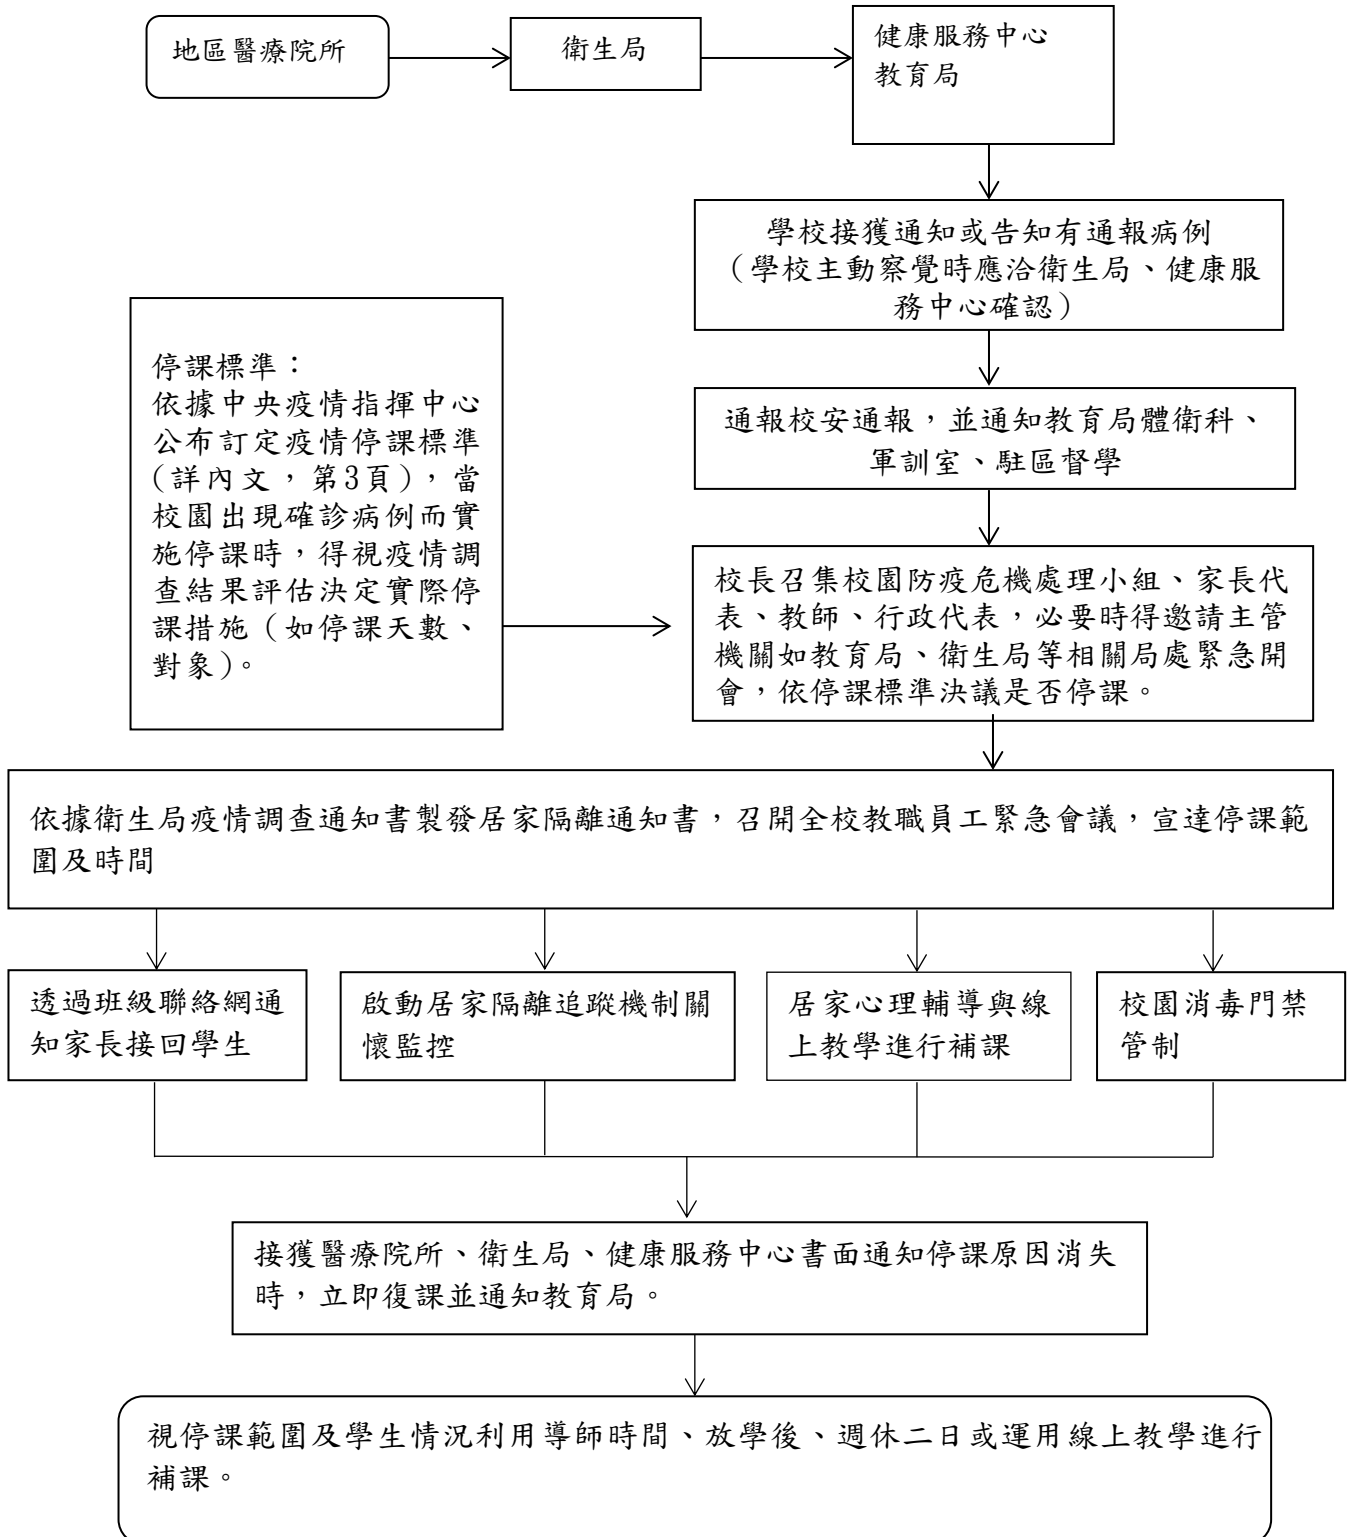 地區醫療院所
衛生局
健康服務中心
教育局
學校接獲通知或告知有通報病例
（學校主動察覺時應洽衛生局、健康服
務中心確認）
停課標準：
依據中央疫情指揮中心
公布訂定疫情停課標準
(詳內文，第3頁)，當
校園出現確診病例而實
施停課時，得視疫情調
查結果評估決定實際停
課措施（如停課天數、
對象）。
通報校安通報，並通知教育局體衛科、
軍訓室、駐區督學
校長召集校園防疫危機處理小組、家長代
表、教師、行政代表，必要時得邀請主管
機關如教育局、衛生局等相關局處緊急開
會，依停課標準決議是否停課。
依據衛生局疫情調查通知書製發居家隔離通知書，召開全校教職員工緊急會議，宣達停課範
圍及時間
透過班級聯絡網通
知家長接回學生
啟動居家隔離追蹤機制關
懷監控
居家心理輔導與線
上教學進行補課
校園消毒門禁
管制
接獲醫療院所、衛生局、健康服務中心書面通知停課原因消失
時，立即復課並通知教育局。
視停課範圍及學生情況利用導師時間、放學後、週休二日或運用線上教學進行
補課。